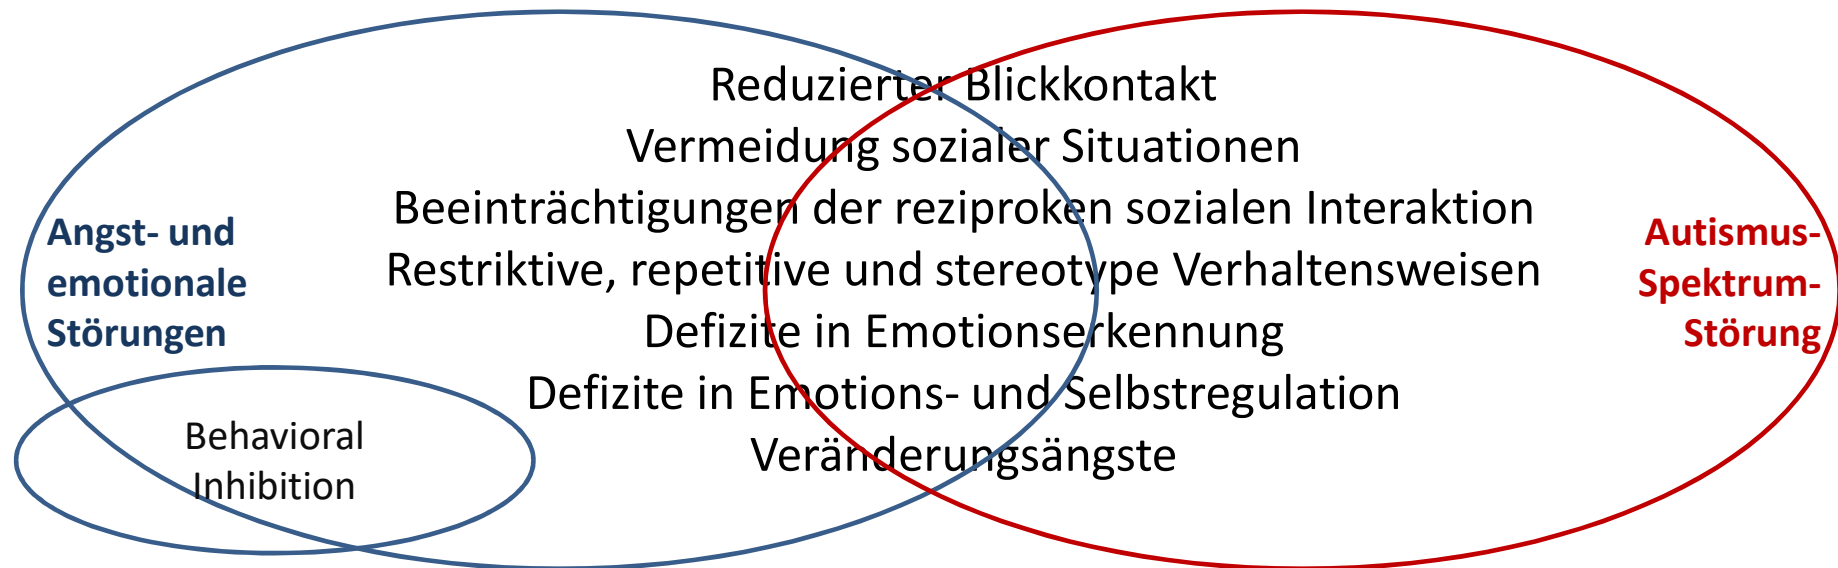 Reduzierter Blickkontakt
Vermeidung sozialer Situationen
Beeinträchtigungen der reziproken sozialen Interaktion
Restriktive, repetitive und stereotype Verhaltensweisen
Defizite in Emotionserkennung
Defizite in Emotions- und Selbstregulation
Veränderungsängste
Angst- und
emotionale
Störungen
Autismus-
Spektrum-
Störung
Behavioral
Inhibition